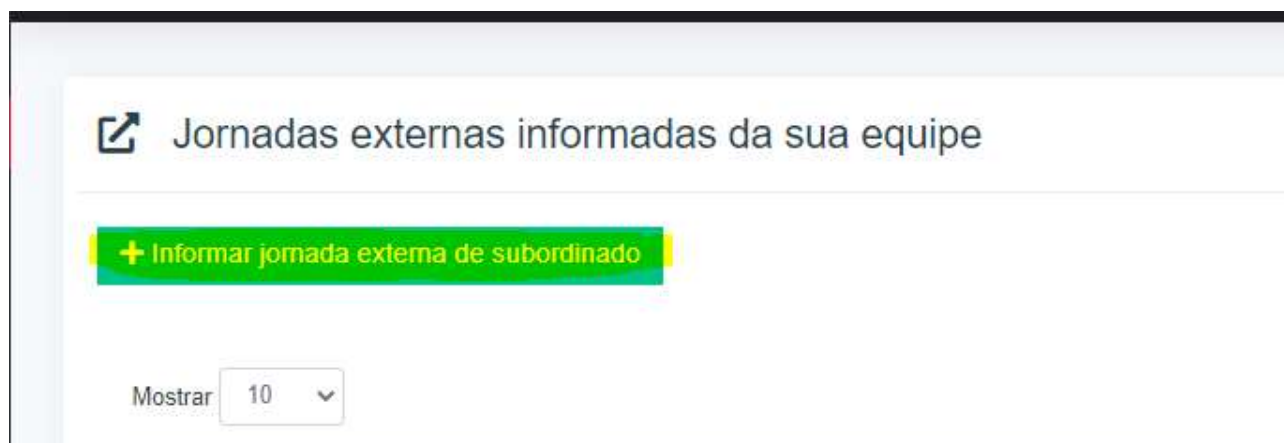 Jornadas externas informadas da sua equipe
+ Informar jornada externa de subordinado
Mostrar 10